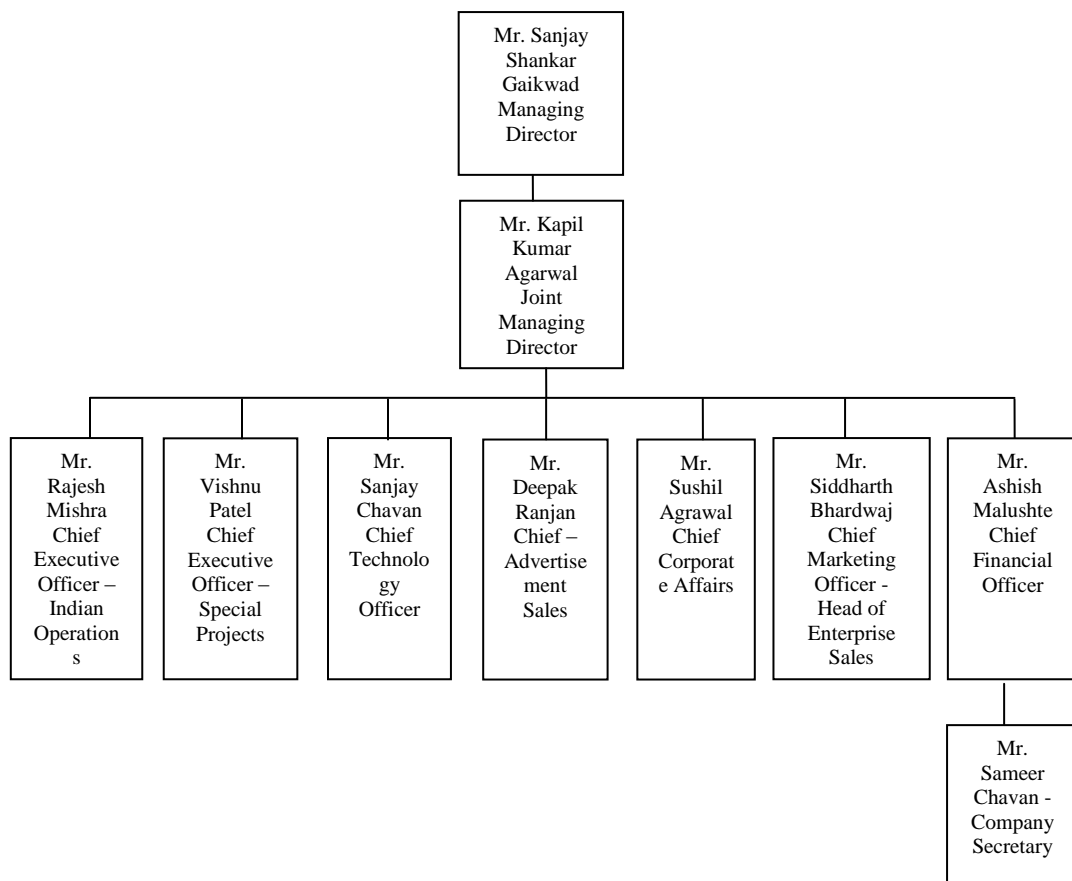 Mr. Sanjay
Shankar
Gaikwad
Managing
Director
Mr. Kapil
Kumar
Agarwal
Joint
Managing
Director
Mr.
Rajesh
Mishra
Chief
Executive
Officer –
Indian
Operation
s
Mr.
Vishnu
Patel
Chief
Executive
Officer –
Special
Projects
Mr.
Sanjay
Chavan
Chief
Technolo
gy
Officer
Mr.
Deepak
Ranjan
Chief –
Advertise
ment
Sales
Mr.
Sushil
Agrawal
Chief
Corporat
e Affairs
Mr.
Siddharth
Bhardwaj
Chief
Marketing
Officer -
Head of
Enterprise
Sales
Mr.
Ashish
Malushte
Chief
Financial
Officer
Mr.
Sameer
Chavan -
Company
Secretary